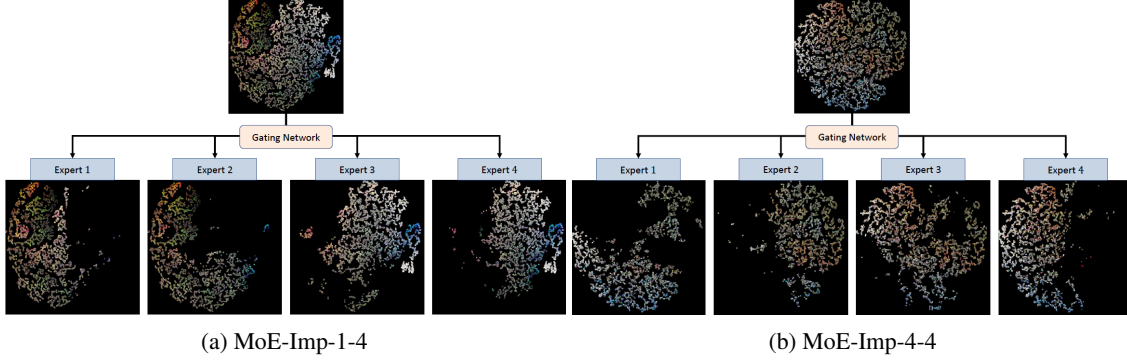 Gating Network
Gating Network
Expert 1
Expert 2
Expert 3
Expert 4
Expert 1
Expert 2
Expert 3
Expert 4
(a) MoE-Imp-1-4
(b) MoE-Imp-4-4